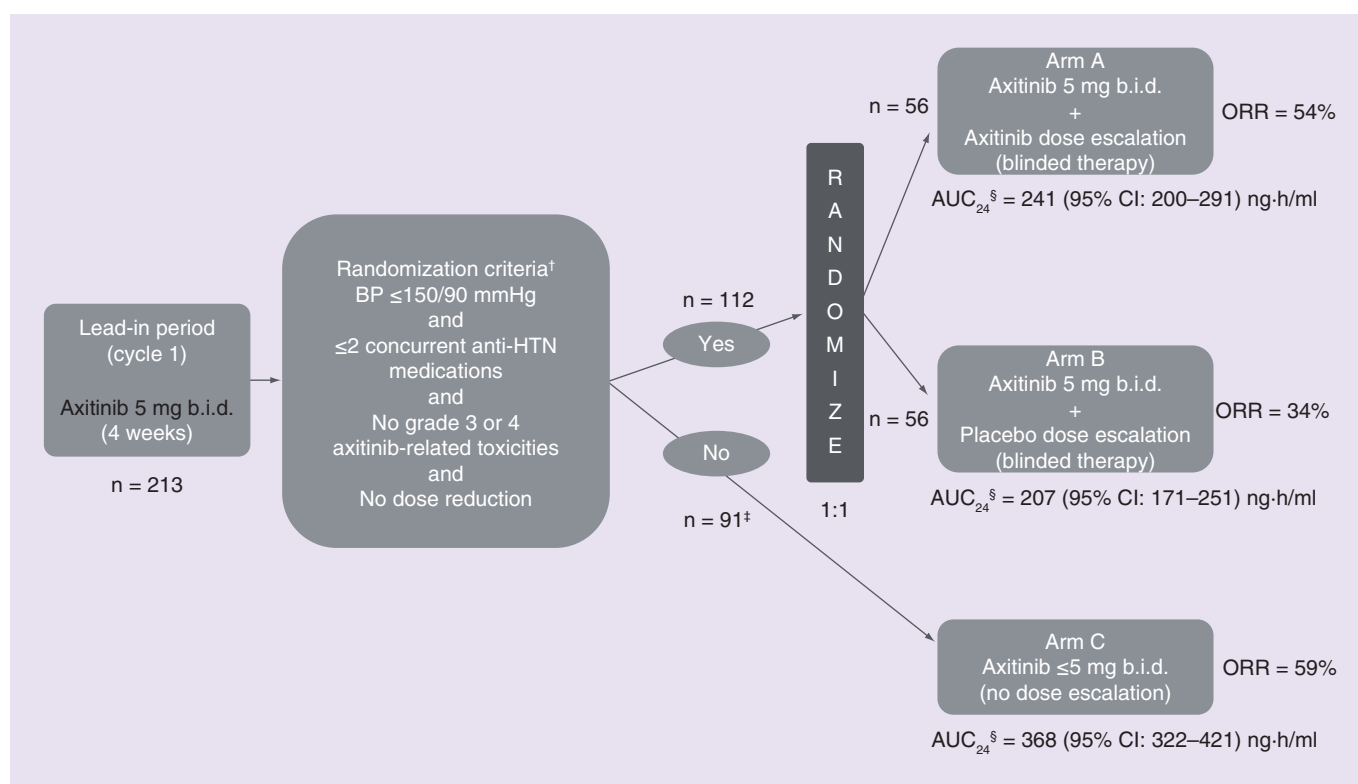 Lead-in period
(cycle 1)
Axitinib 5 mg b.i.d.
(4 weeks)
n = 213
Randomization criteria†
BP ≤150/90 mmHg
and
≤2 concurrent anti-HTN
medications
and
No grade 3 or 4
axitinib-related toxicities
and
No dose reduction
n = 112
Yes
No
n = 91‡
R
A
N
D
O
M
I
Z
E
1:1
n = 56
Arm A
Axitinib 5 mg b.i.d.
+
Axitinib dose escalation
(blinded therapy)
ORR = 54%
AUC₂₄§ = 241 (95% CI: 200–291) ng·h/ml
n = 56
Arm B
Axitinib 5 mg b.i.d.
+
Placebo dose escalation
(blinded therapy)
ORR = 34%
AUC₂₄§ = 207 (95% CI: 171–251) ng·h/ml
Arm C
Axitinib ≤5 mg b.i.d.
(no dose escalation)
ORR = 59%
AUC₂₄§ = 368 (95% CI: 322–421) ng·h/ml